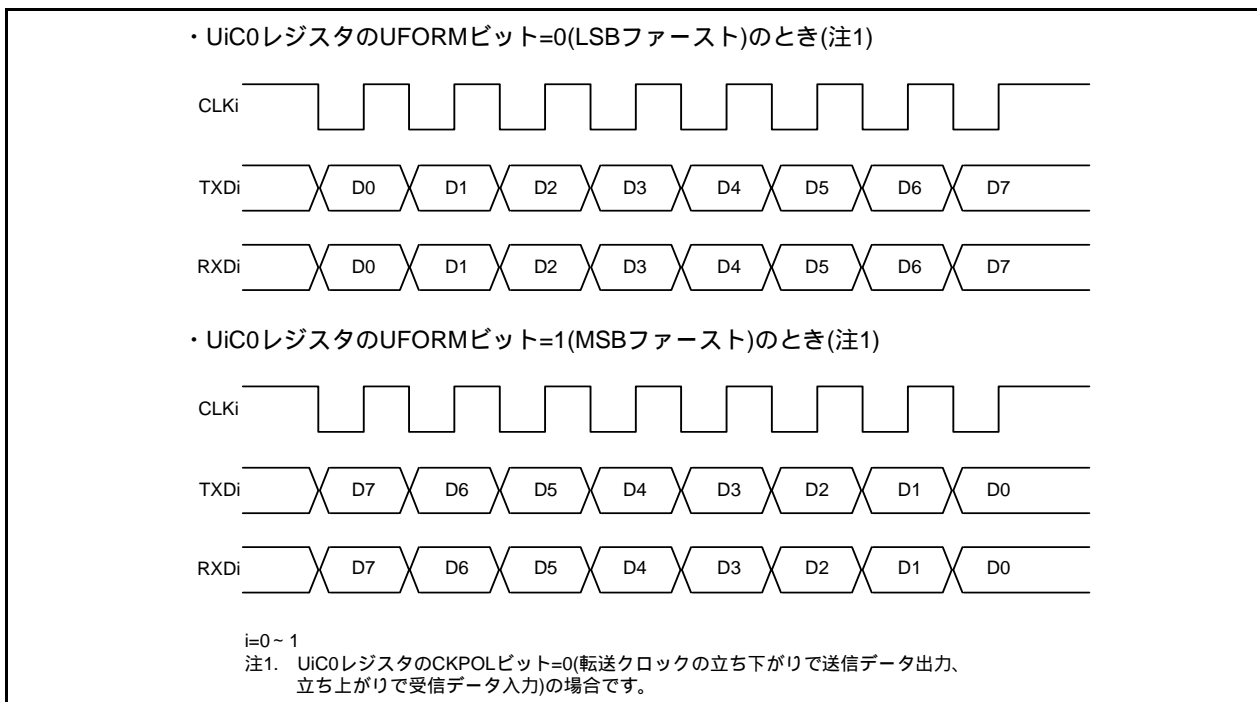 ・UiC0レジスタのUFORMビット=0(LSBファースト)のとき(注1)
CLKi
TXDi D0 D1 D2 D3 D4 D5 D6 D7
RXDi D0 D1 D2 D3 D4 D5 D6 D7
・UiC0レジスタのUFORMビット=1(MSBファースト)のとき(注1)
CLKi
TXDi D7 D6 D5 D4 D3 D2 D1 D0
RXDi D7 D6 D5 D4 D3 D2 D1 D0
i=0~1
注1. UiC0レジスタのCKPOLビット=0(転送クロックの立ち下がりで送信データ出力、
立ち上がりで受信データ入力)の場合です。